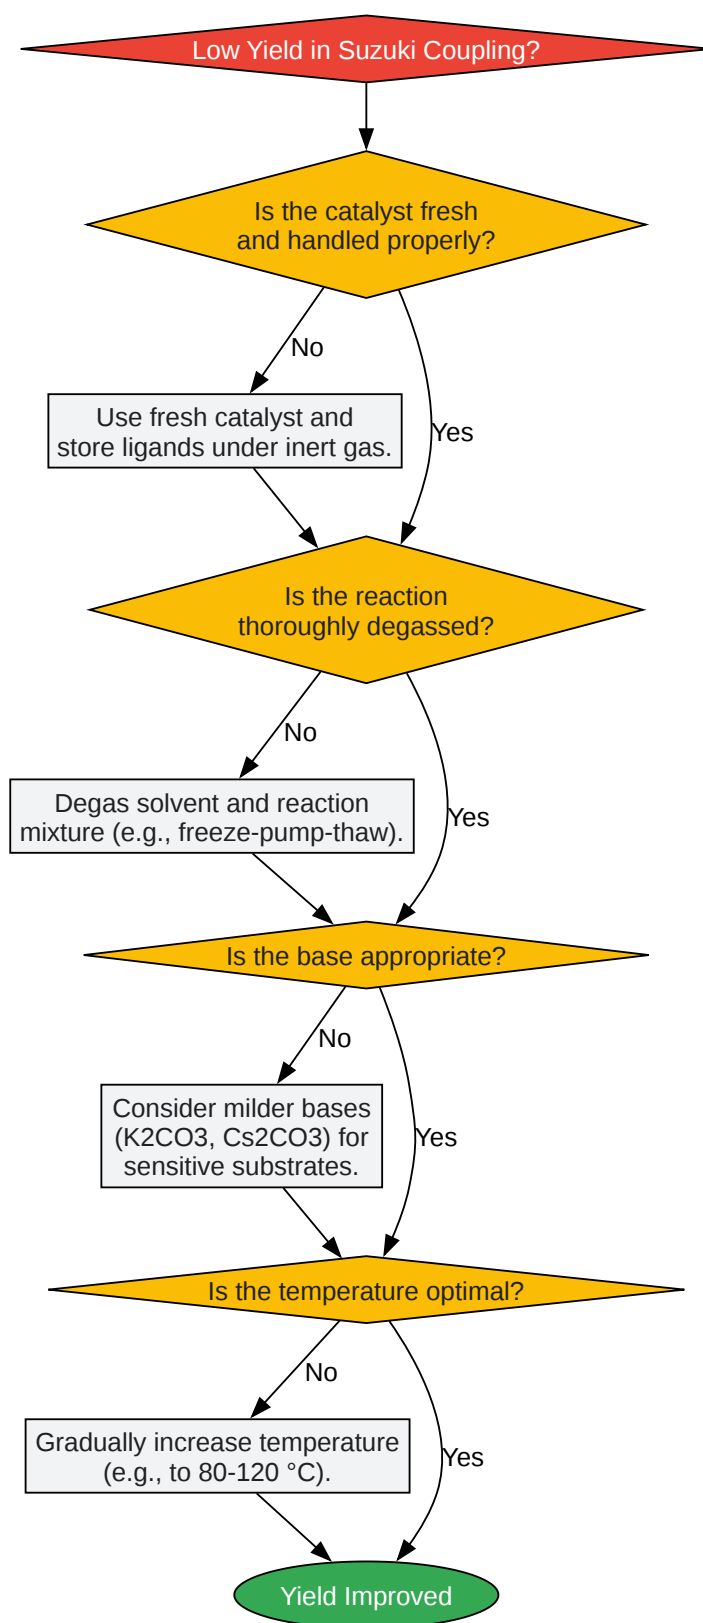 Low Yield in Suzuki Coupling?
Is the catalyst fresh
and handled properly?
No
Use fresh catalyst and
store ligands under inert gas.
Yes
Is the reaction
thoroughly degassed?
No
Degas solvent and reaction
mixture (e.g., freeze-pump-thaw).
Yes
Is the base appropriate?
No
Consider milder bases
(K2CO3, Cs2CO3) for
sensitive substrates.
Yes
Is the temperature optimal?
No
Gradually increase temperature
(e.g., to 80-120 °C).
Yes
Yield Improved